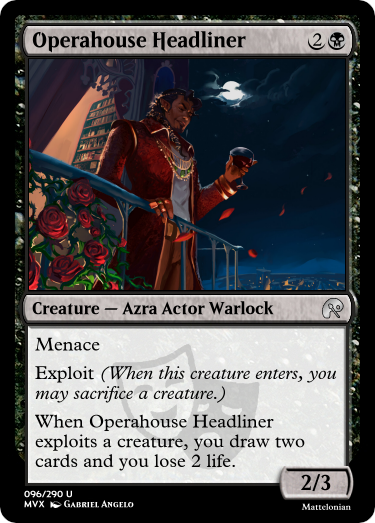 Operahouse Headliner 2
Creature — Azra Actor Warlock
Menace
Exploit (When this creature enters, you
may sacrifice a creature.)
When Operahouse Headliner
exploits a creature, you draw two
cards and you lose 2 life.
2/3
096/290 U
MVX Gabriel Angelo
Mattelonian